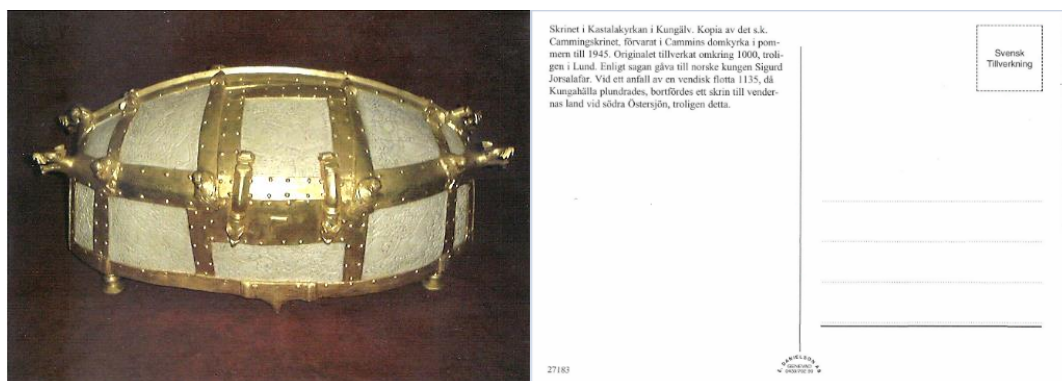 Skrinet i Kastalakyrkan i Kungälv. Kopia av det s.k.
Cammingskrinet, förvarat i Cammins domkyrka i pom-
mern till 1945. Originalet tillverkat omkring 1000, troli-
gen i Lund. Enligt sagan gåva till norske kungen Sigurd
Jorsalafar. Vid ett anfall av en vendisk flotta 1135, då
Kungahälla plundrades, bortfördes ett skrin till vender-
nas land vid södra Östersjön, troligen detta.
Svensk
Tillverkning
27183
E. DANIELSON AB